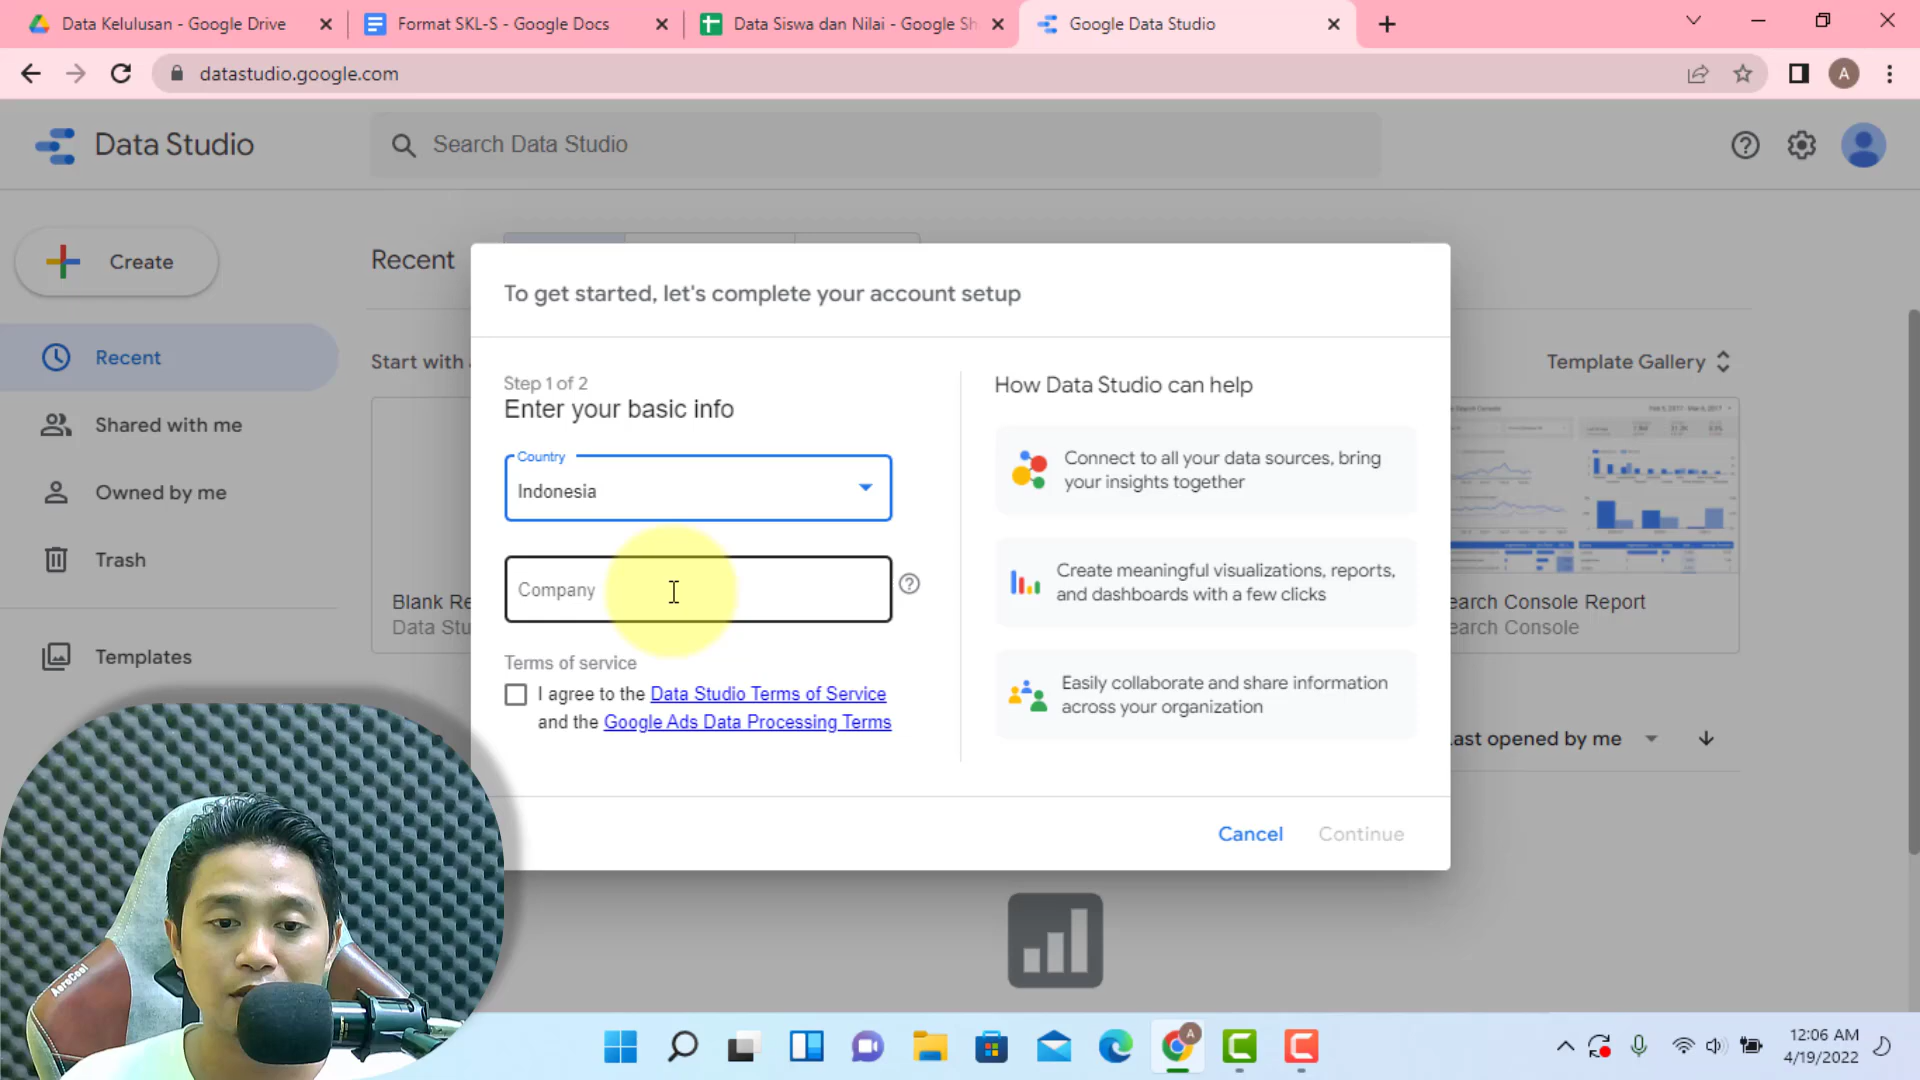 Data Kelulusan - Google Drive
Format SKL-S - Google Docs
Data Siswa dan Nilai - Google Sh
Google Data Studio
datastudio.google.com
A
Data Studio
Search Data Studio
Create
Recent
Recent
Start with a
Template Gallery
Shared with me
Owned by me
Trash
Templates
Blank Re
Data Stu
To get started, let's complete your account setup
Step 1 of 2
Enter your basic info
Country
Indonesia
Company
Terms of service
I agree to the Data Studio Terms of Service
and the Google Ads Data Processing Terms
How Data Studio can help
Connect to all your data sources, bring
your insights together
Create meaningful visualizations, reports,
and dashboards with a few clicks
Easily collaborate and share information
across your organization
Cancel
Continue
earch Console Report
earch Console
ast opened by me
AeroCool
A
12:06 AM
4/19/2022